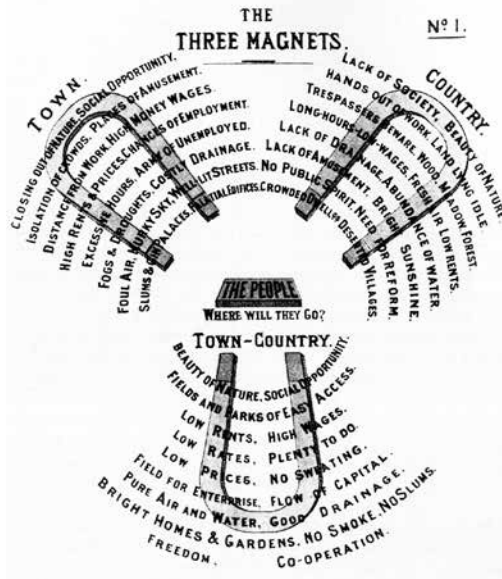 THE
THREE MAGNETS.
Nº 1.
TOWN.
CLOSING OUT OF NATURE. SOCIAL OPPORTUNITY.
ISOLATION OF CROWDS. PLACES OF AMUSEMENT.
DISTANCE FROM WORK. HIGH MONEY WAGES.
HIGH RENTS & PRICES. CHANCES OF EMPLOYMENT.
EXCESSIVE HOURS. ARMY OF UNEMPLOYED.
FOGS & DROUGHTS. COSTLY DRAINAGE.
FOUL AIR. MURKY SKY. WELL LIT STREETS.
SLUMS & GIN PALACES. PALATIAL EDIFICES.
COUNTRY.
LACK OF SOCIETY. BEAUTY OF NATURE.
HANDS OUT OF WORK. LAND LYING IDLE.
TRESPASSERS BEWARE. WOOD, MEADOW, FOREST.
LONG HOURS-LOW WAGES. FRESH AIR. LOW RENTS.
LACK OF DRAINAGE. ABUNDANCE OF WATER.
LACK OF AMUSEMENT. BRIGHT SUNSHINE.
NO PUBLIC SPIRIT. NEED FOR REFORM.
CROWDED DWELLINGS. DESERTED VILLAGES.
THE PEOPLE
WHERE WILL THEY GO?
TOWN-COUNTRY.
BEAUTY OF NATURE, SOCIAL OPPORTUNITY.
FIELDS AND PARKS OF EASY ACCESS.
LOW RENTS, HIGH WAGES.
LOW RATES, PLENTY TO DO.
LOW PRICES, NO SWEATING.
FIELD FOR ENTERPRISE, FLOW OF CAPITAL.
PURE AIR AND WATER, GOOD DRAINAGE.
BRIGHT HOMES & GARDENS, NO SMOKE, NO SLUMS.
FREEDOM. CO-OPERATION.